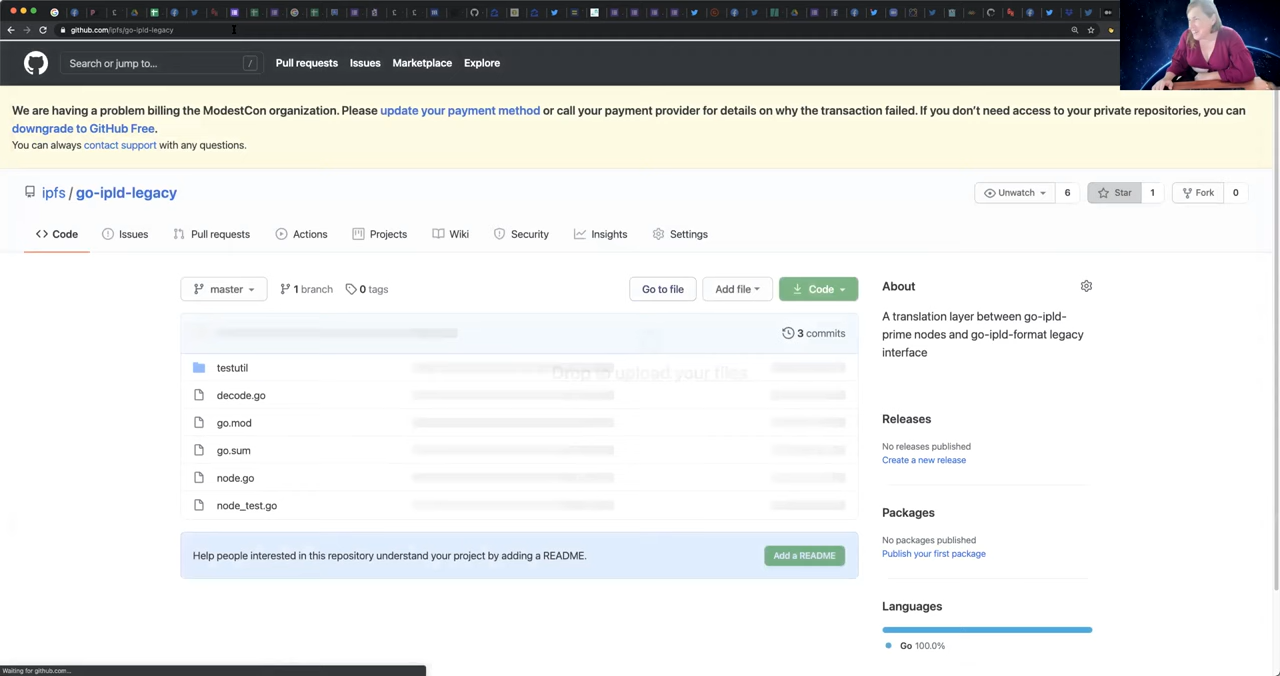 github.com/ipfs/go-ipld-legacy
Search or jump to... /
Pull requests Issues Marketplace Explore
We are having a problem billing the ModestCon organization. Please update your payment method or call your payment provider for details on why the transaction failed. If you don't need access to your private repositories, you can
downgrade to GitHub Free.
You can always contact support with any questions.
ipfs / go-ipld-legacy
Unwatch 6 Star 1 Fork 0
Code Issues Pull requests Actions Projects Wiki Security Insights Settings
master 1 branch 0 tags Go to file Add file Code
3 commits
testutil
Drop to upload your files
decode.go
go.mod
go.sum
node.go
node_test.go
Help people interested in this repository understand your project by adding a README. Add a README
About
A translation layer between go-ipld-
prime nodes and go-ipld-format legacy
interface
Releases
No releases published
Create a new release
Packages
No packages published
Publish your first package
Languages
Go 100.0%
Waiting for github.com...